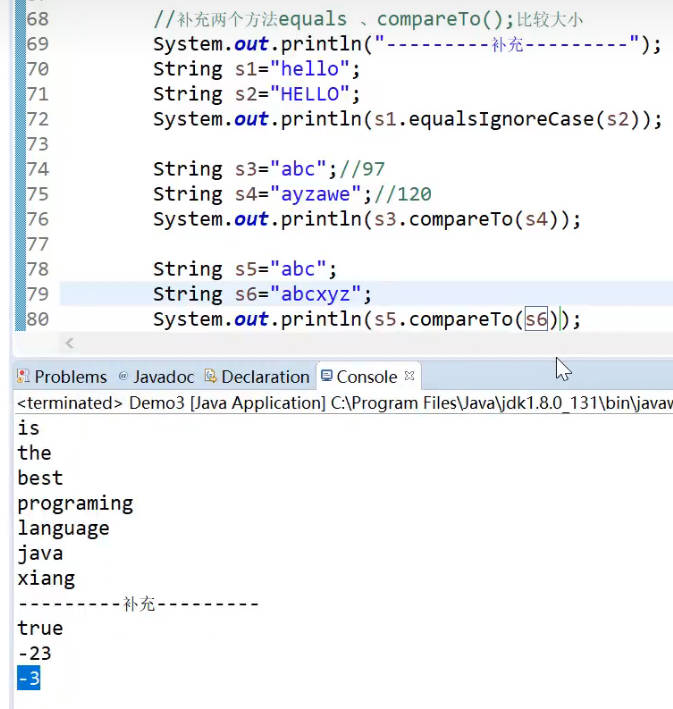 68 //补充两个方法equals 、compareTo();比较大小
69 System.out.println("---------补充---------");
70 String s1="hello";
71 String s2="HELLO";
72 System.out.println(s1.equalsIgnoreCase(s2));
73
74 String s3="abc";//97
75 String s4="ayzawe";//120
76 System.out.println(s3.compareTo(s4));
77
78 String s5="abc";
79 String s6="abcxyz";
80 System.out.println(s5.compareTo(s6));
Problems @ Javadoc Declaration Console
<terminated> Demo3 [Java Application] C:\Program Files\Java\jdk1.8.0_131\bin\javaw
is
the
best
programing
language
java
xiang
---------补充---------
true
-23
-3